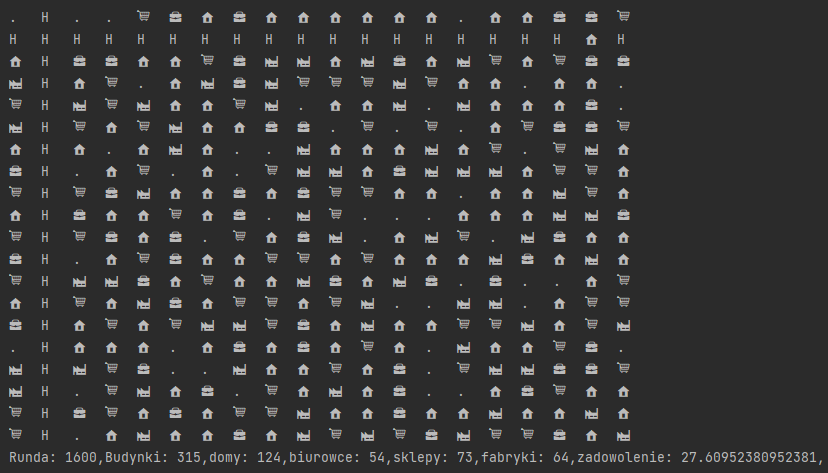 . H . . .
H H H H H H H H H H H H H H H H H H H
H
H . . .
H . . .
H . . .
H . . . .
H . . .
H .
H . . . .
H . . .
H .
H . . .
H . . .
H
. H . . .
H . . .
H . . . .
H
H . .
Runda: 1600,Budynki: 315,domy: 124,biurowce: 54,sklepy: 73,fabryki: 64,zadowolenie: 27.60952380952381,